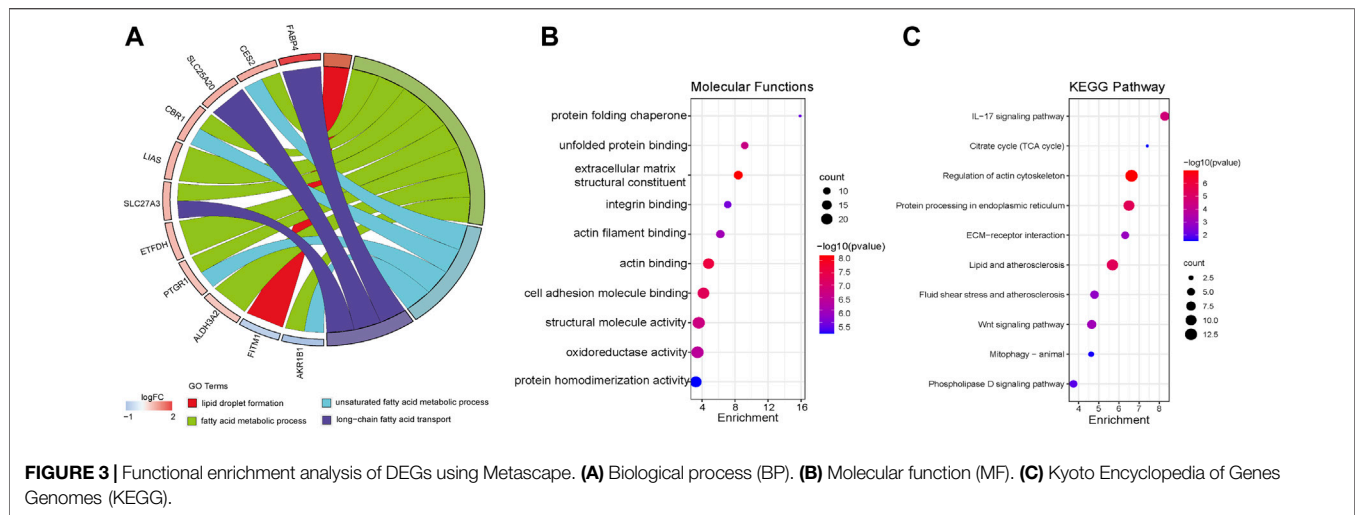 A
FABP4
CES2
SLC25A20
CBR1
LIAS
SLC27A3
ETFDH
PTGR1
ALDH3A2
FITM1
AKR1B1
logFC
−1 2
GO Terms
lipid droplet formation
unsaturated fatty acid metabolic process
fatty acid metabolic process
long-chain fatty acid transport
B
Molecular Functions
protein folding chaperone
unfolded protein binding
extracellular matrix
structural constituent
integrin binding
actin filament binding
actin binding
cell adhesion molecule binding
structural molecule activity
oxidoreductase activity
protein homodimerization activity
4 8 12 16
Enrichment
count
10
15
20
−log10(pvalue)
8.0
7.5
7.0
6.5
6.0
5.5
C
KEGG Pathway
IL−17 signaling pathway
Citrate cycle (TCA cycle)
Regulation of actin cytoskeleton
Protein processing in endoplasmic reticulum
ECM−receptor interaction
Lipid and atherosclerosis
Fluid shear stress and atherosclerosis
Wnt signaling pathway
Mitophagy − animal
Phospholipase D signaling pathway
4 5 6 7 8
Enrichment
−log10(pvalue)
6
5
4
3
2
count
2.5
5.0
7.5
10.0
12.5
FIGURE 3 | Functional enrichment analysis of DEGs using Metascape. (A) Biological process (BP). (B) Molecular function (MF). (C) Kyoto Encyclopedia of Genes
Genomes (KEGG).